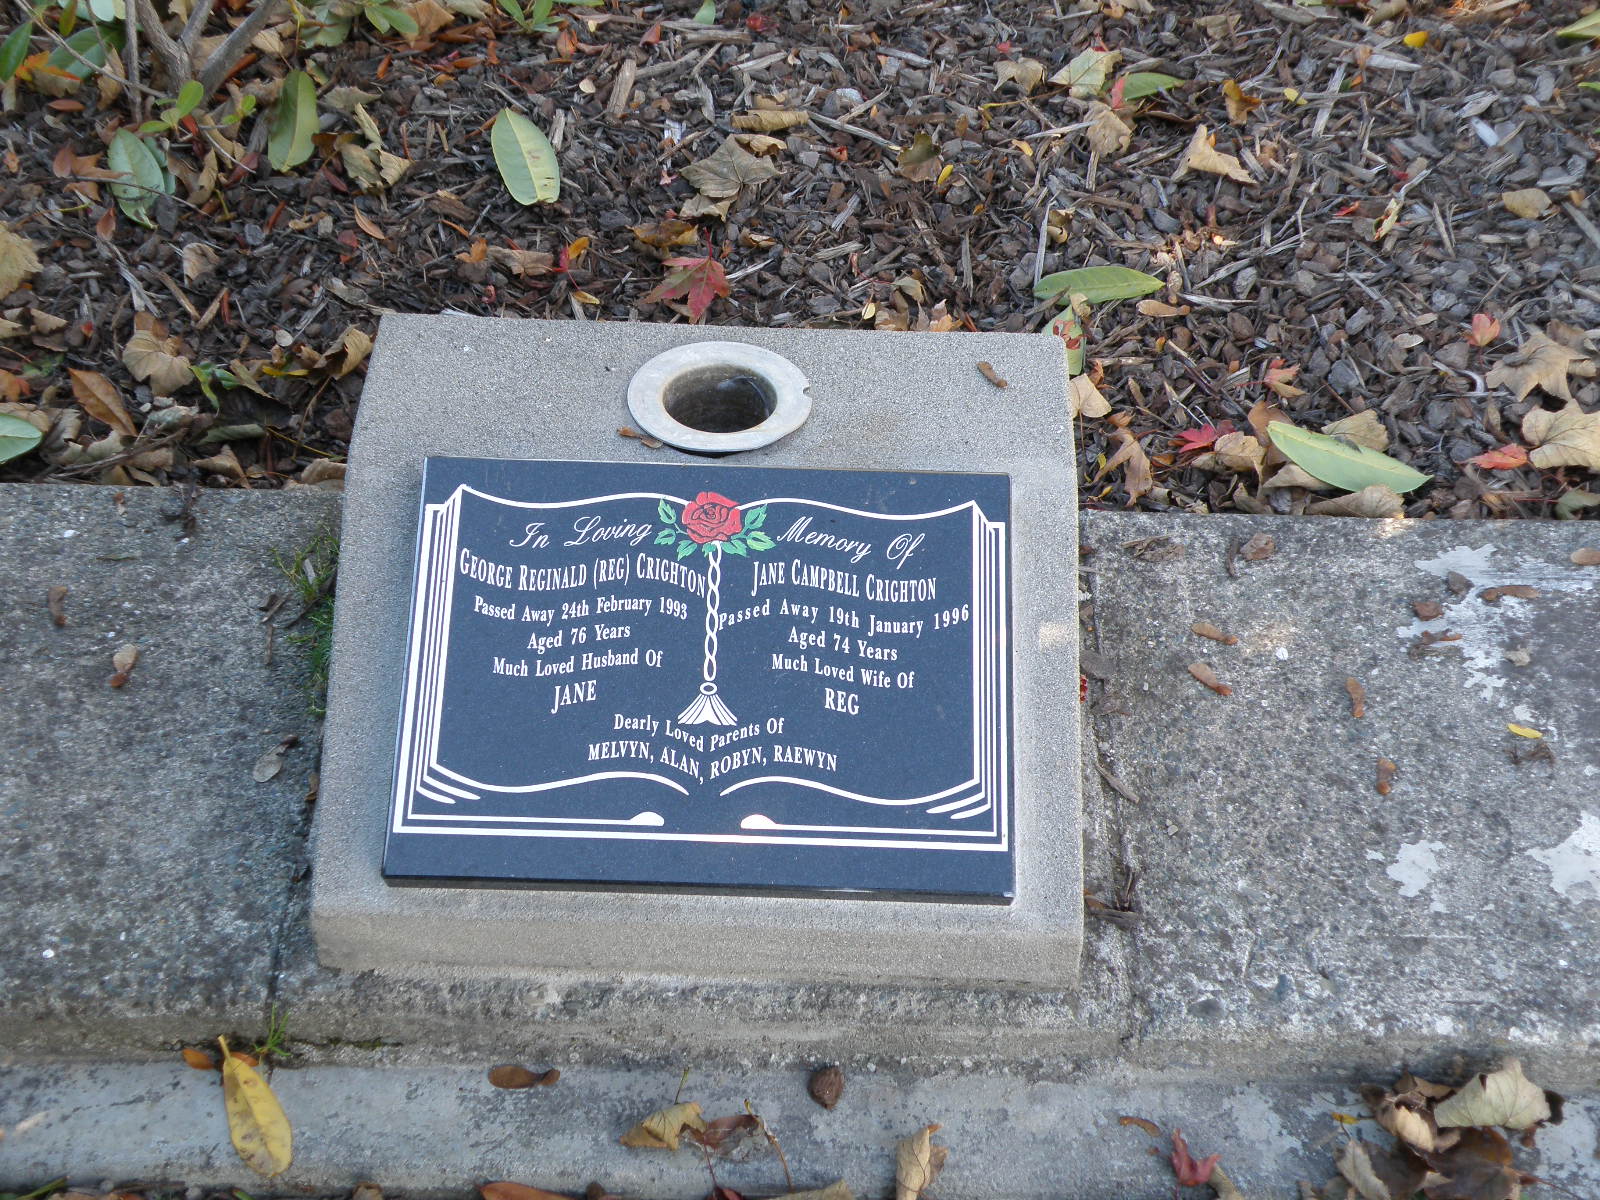 In Loving Memory Of
GEORGE REGINALD (REG) CRIGHTON
Passed Away 24th February 1993
Aged 76 Years
Much Loved Husband Of
JANE
JANE CAMPBELL CRIGHTON
Passed Away 19th January 1996
Aged 74 Years
Much Loved Wife Of
REG
Dearly Loved Parents Of
MELVYN, ALAN, ROBYN, RAEWYN